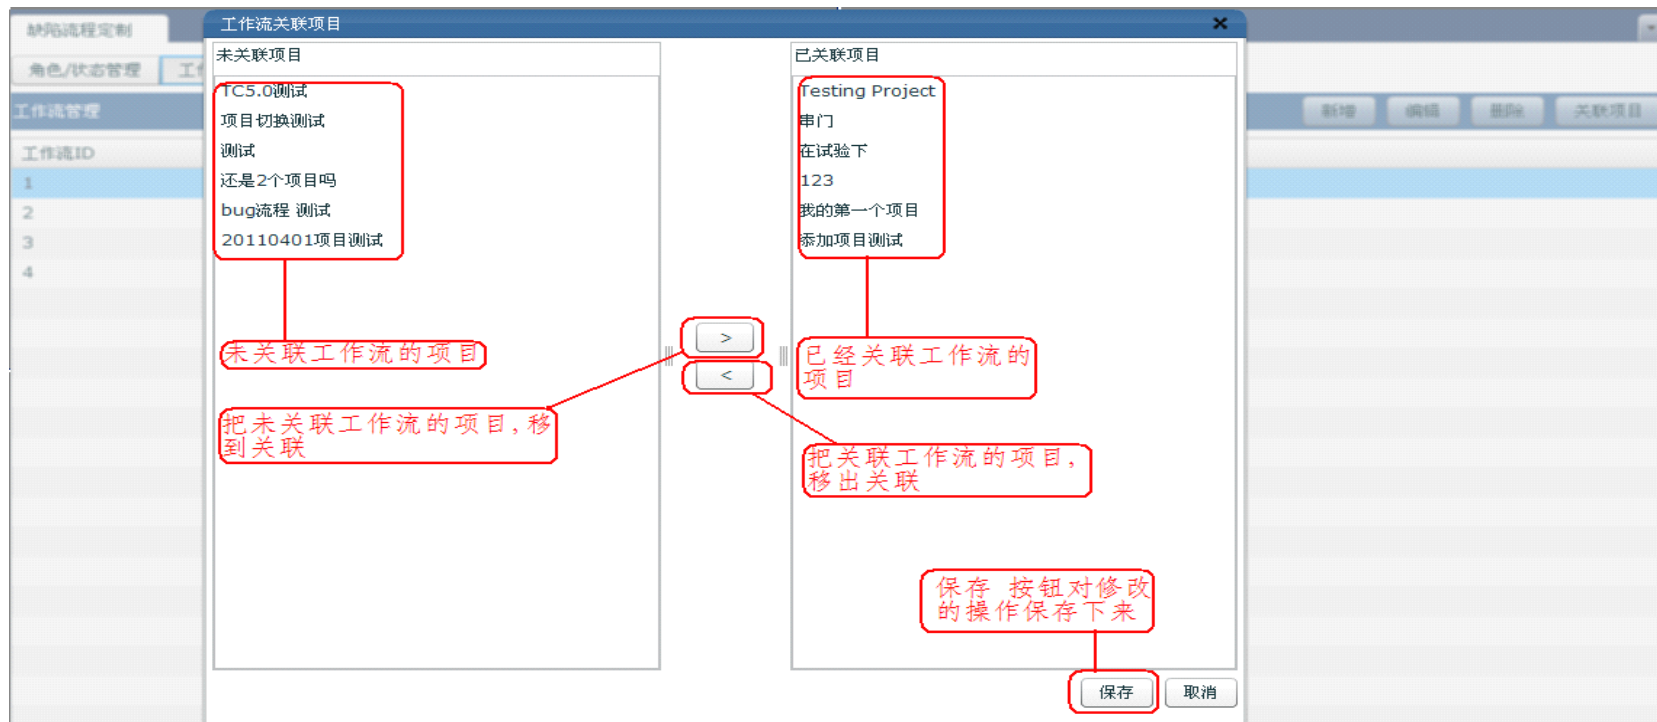 缺陷流程定制
工作流关联项目
角色/状态管理
未关联项目
已关联项目
工作流管理
新增 编辑 删除 关联项目
工作流ID
1
2
3
4
TC5.0测试
项目切换测试
测试
还是2个项目吗
bug流程 测试
20110401项目测试
Testing Project
串门
在试验下
123
我的第一个项目
添加项目测试
未关联工作流的项目
>
<
已经关联工作流的
项目
把未关联工作流的项目,移
到关联
把关联工作流的项目,
移出关联
保存 按钮对修改
的操作保存下来
保存 取消